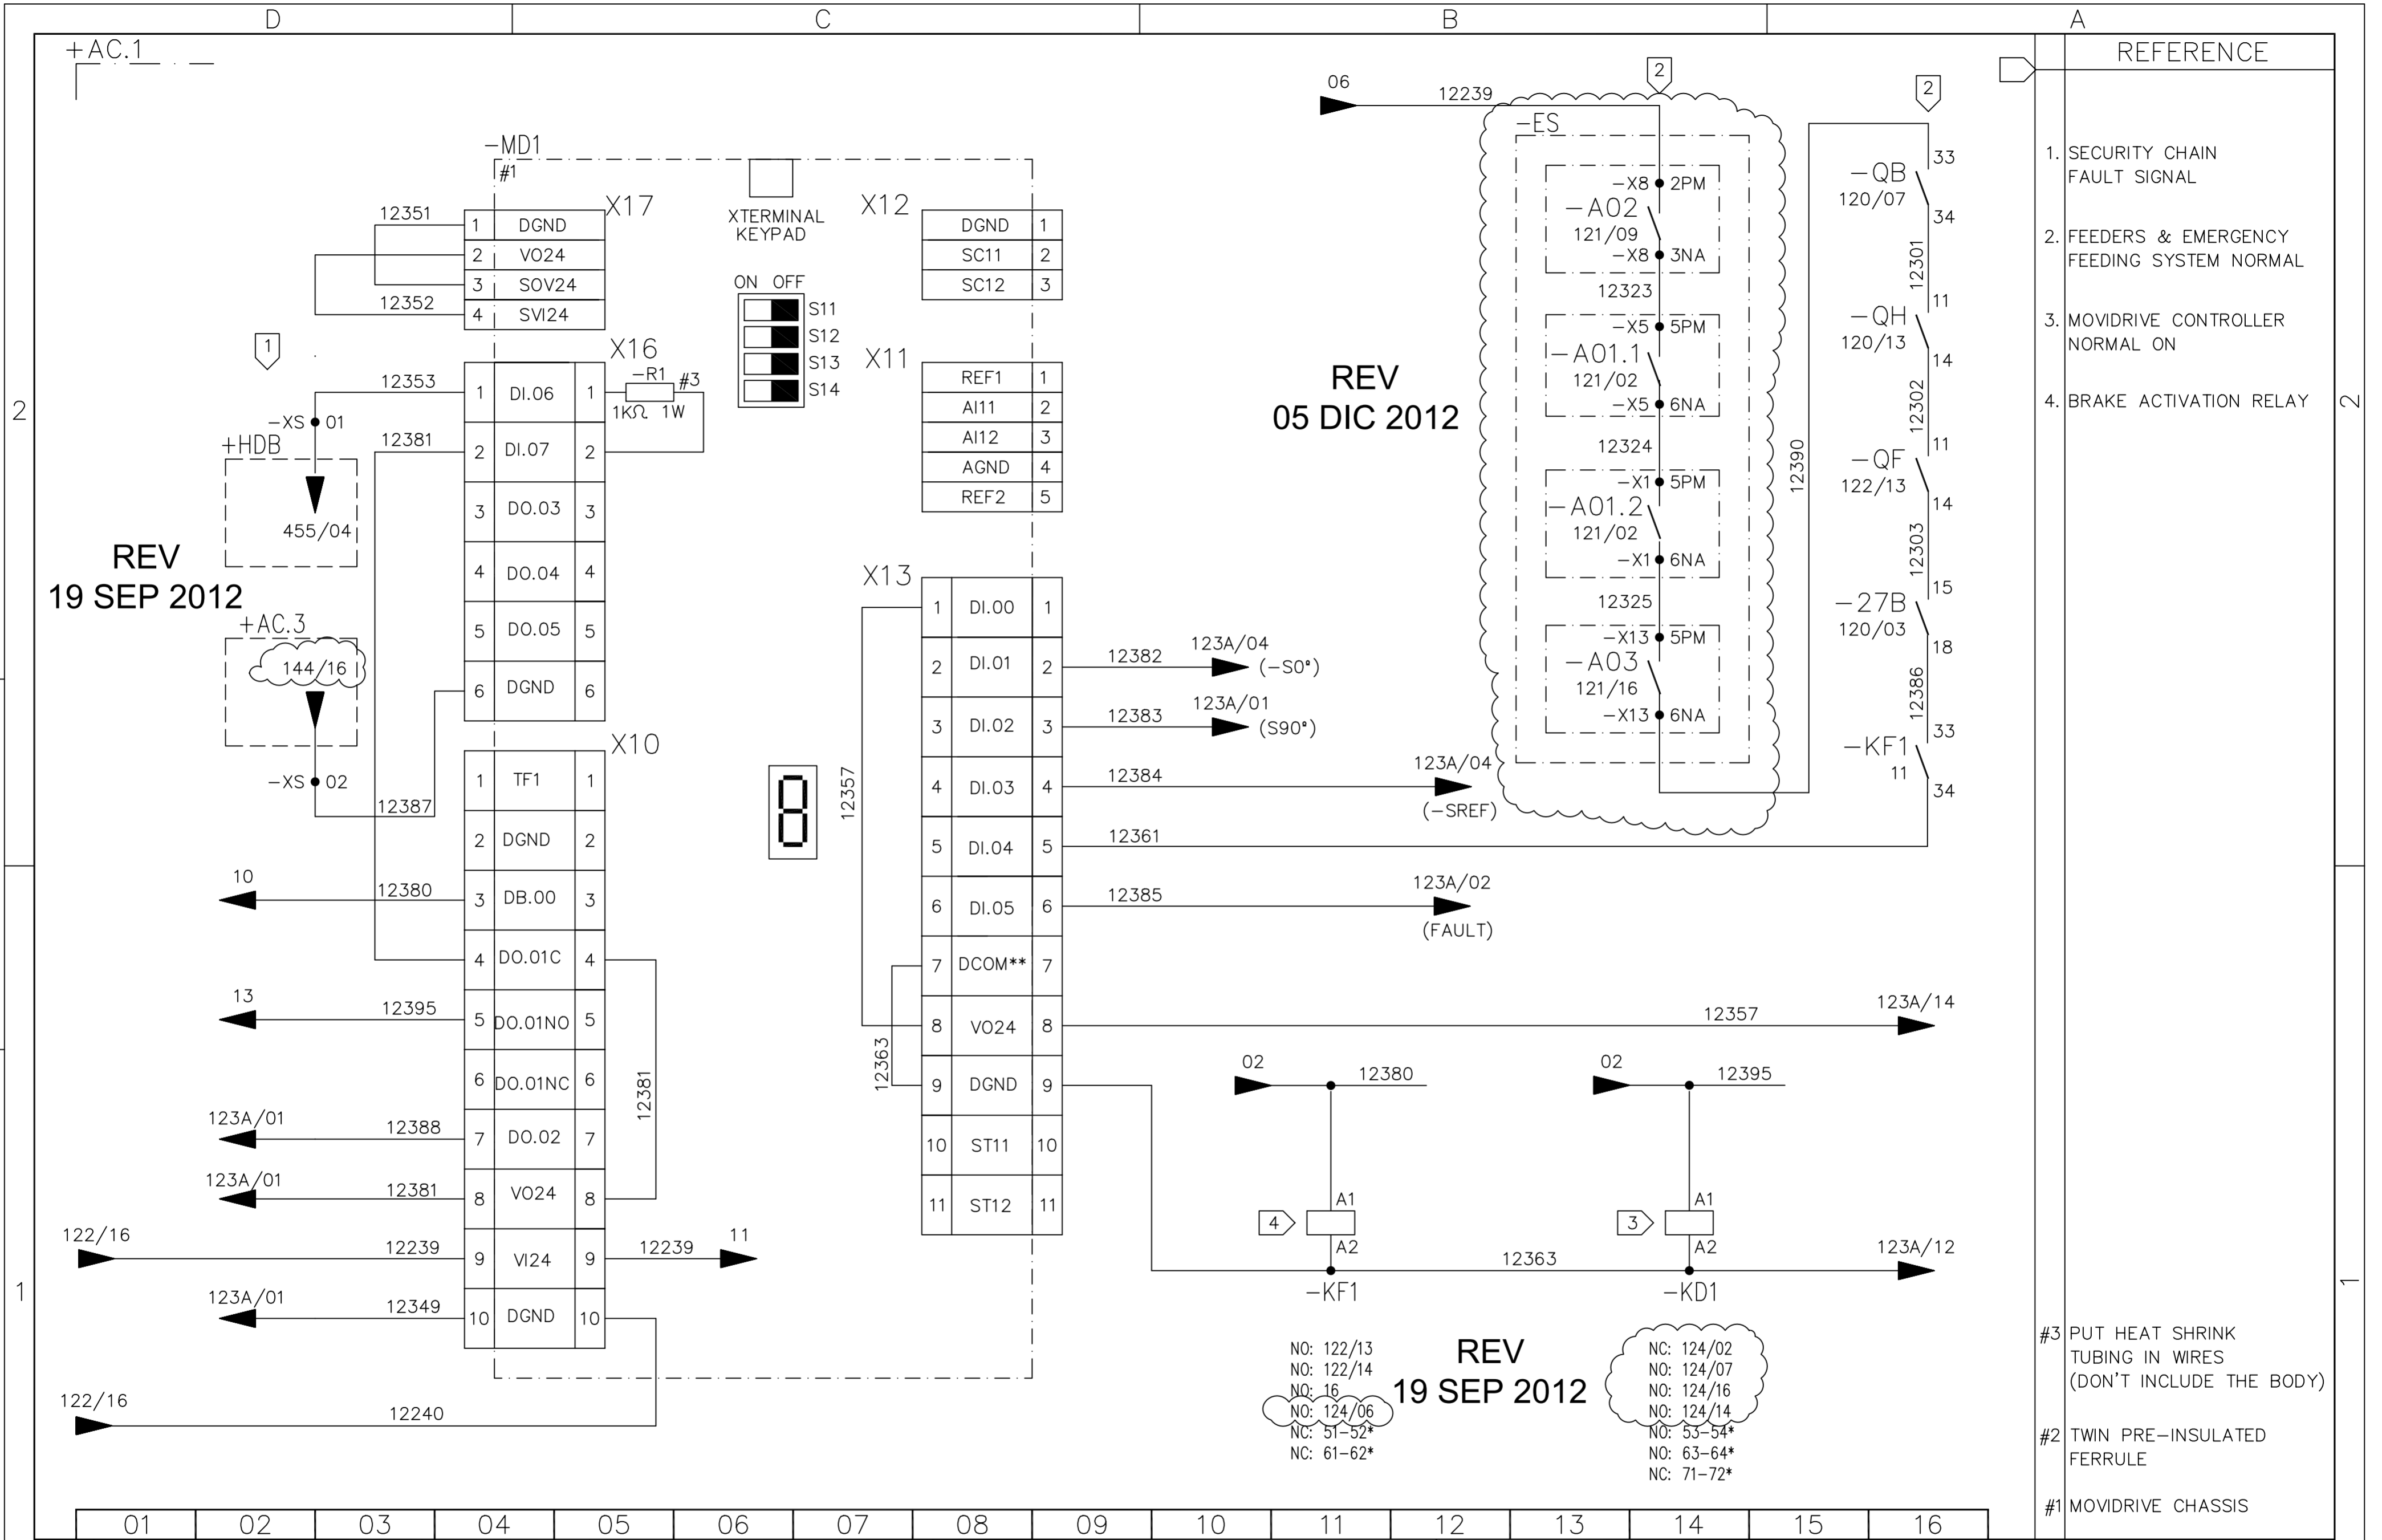 D
C
B
A
+AC.1
REFERENCE
1. SECURITY CHAIN
FAULT SIGNAL
2. FEEDERS & EMERGENCY
FEEDING SYSTEM NORMAL
3. MOVIDRIVE CONTROLLER
NORMAL ON
4. BRAKE ACTIVATION RELAY
#3 PUT HEAT SHRINK
TUBING IN WIRES
(DON'T INCLUDE THE BODY)
#2 TWIN PRE-INSULATED
FERRULE
#1 MOVIDRIVE CHASSIS
2
1
2
1
-MD1
#1
X17
12351
1 DGND
2 VO24
3 SOV24
12352
4 SVI24
XTERMINAL
KEYPAD
ON OFF
S11
S12
S13
S14
X16
-R1
#3
1KΩ 1W
1
12353
1 DI.06 1
-XS 01
12381
2 DI.07 2
+HDB
455/04
3 DO.03 3
4 DO.04 4
5 DO.05 5
6 DGND 6
REV
19 SEP 2012
+AC.3
144/16
-XS 02
12387
X10
1 TF1 1
2 DGND 2
10
12380
3 DB.00 3
4 DO.01C 4
13
12395
5 DO.01NO 5
6 DO.01NC 6
12381
123A/01
12388
7 DO.02 7
123A/01
12381
8 VO24 8
122/16
12239
9 VI24 9
12239
11
123A/01
12349
10 DGND 10
122/16
12240
X12
DGND 1
SC11 2
SC12 3
X11
REF1 1
AI11 2
AI12 3
AGND 4
REF2 5
X13
1 DI.00 1
2 DI.01 2
12382
123A/04
(-S0°)
3 DI.02 3
12383
123A/01
(S90°)
4 DI.03 4
12384
123A/04
(-SREF)
5 DI.04 5
12361
6 DI.05 6
12385
123A/02
(FAULT)
7 DCOM** 7
8 VO24 8
12357
123A/14
9 DGND 9
10 ST11 10
11 ST12 11
12357
12363
06
12239
2
-ES
-X8 2PM
-A02
121/09
-X8 3NA
12323
-X5 5PM
-A01.1
121/02
-X5 6NA
12324
-X1 5PM
-A01.2
121/02
-X1 6NA
12325
-X13 5PM
-A03
121/16
-X13 6NA
REV
05 DIC 2012
12390
2
33
-QB
120/07
34
12301
11
-QH
120/13
14
12302
11
-QF
122/13
14
12303
15
-27B
120/03
18
12386
33
-KF1
11
34
02
12380
02
12395
A1
4
A2
-KF1
A1
3
A2
-KD1
12363
123A/12
NO: 122/13
NO: 122/14
NO: 16
NO: 124/06
NC: 51-52*
NC: 61-62*
REV
19 SEP 2012
NC: 124/02
NO: 124/07
NO: 124/16
NO: 124/14
NO: 53-54*
NO: 63-64*
NC: 71-72*
01 02 03 04 05 06 07 08 09 10 11 12 13 14 15 16